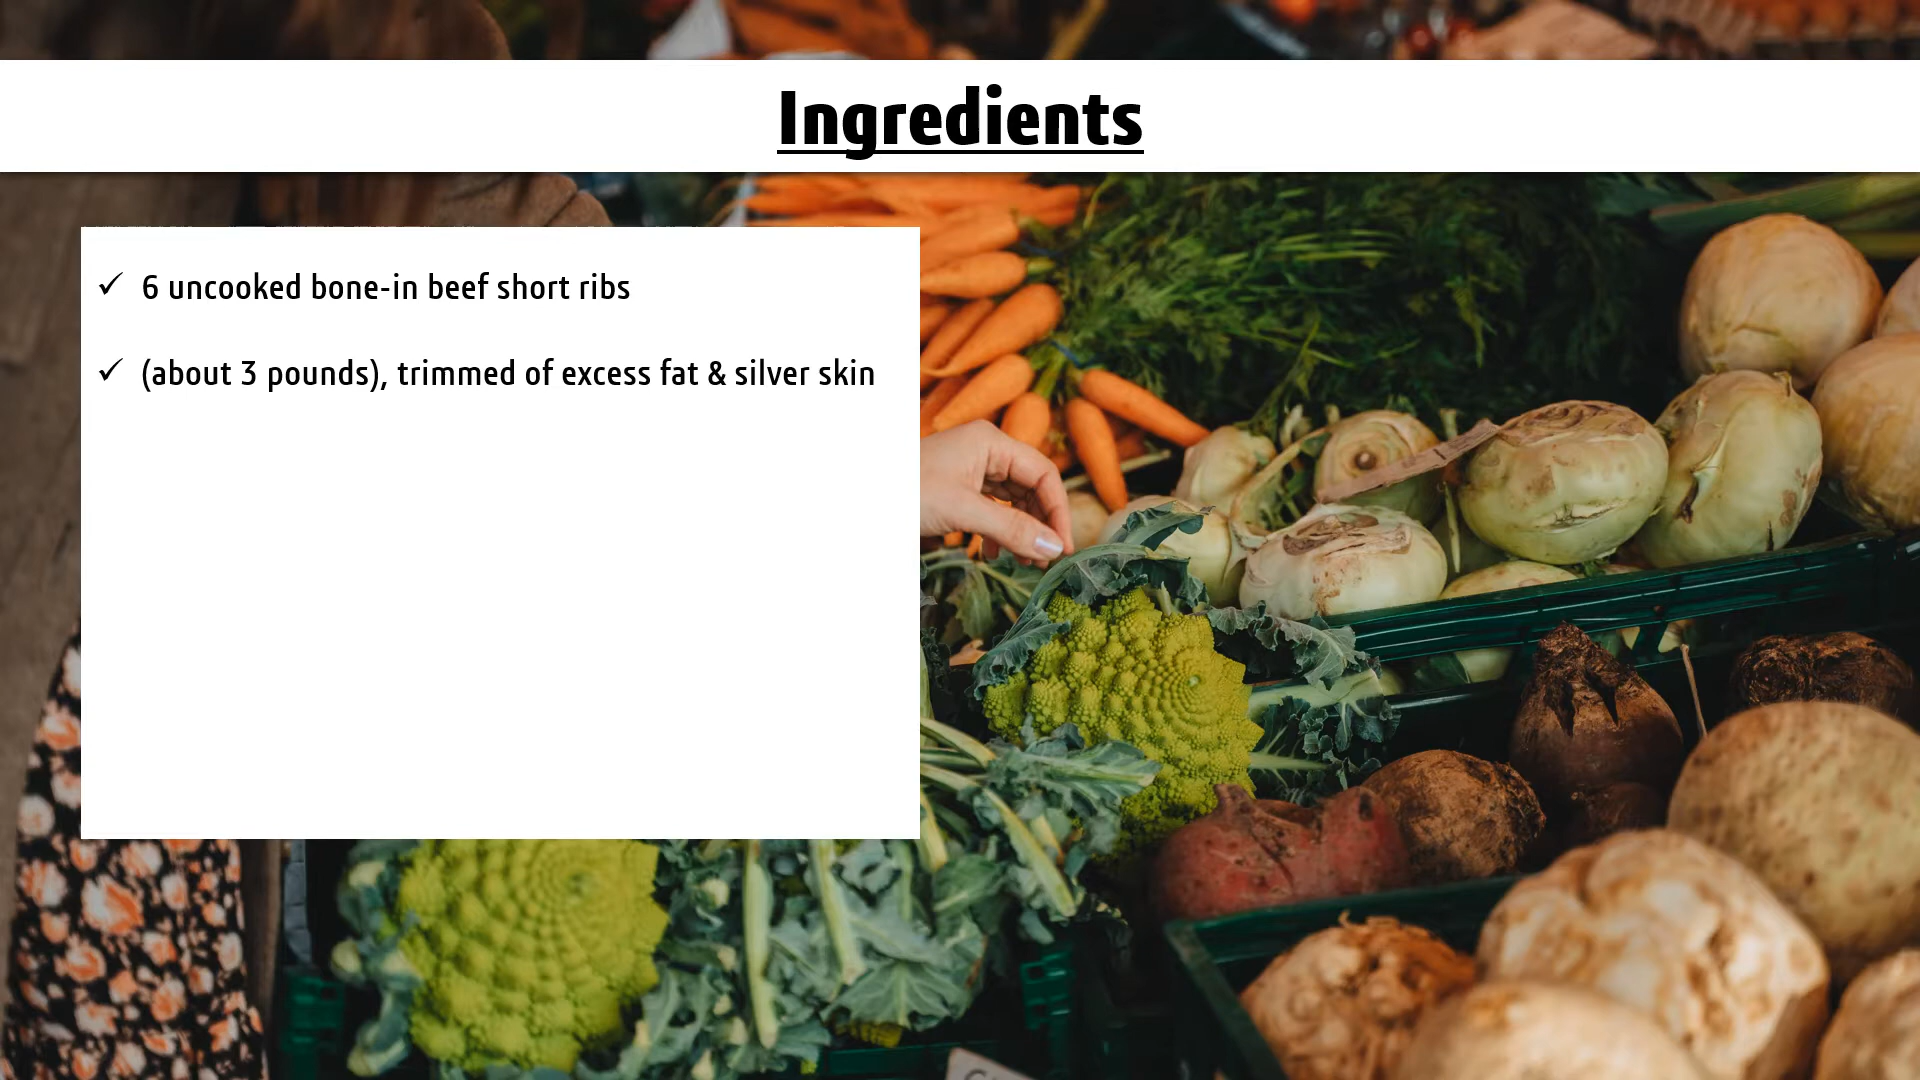 Ingredients
✓ 6 uncooked bone-in beef short ribs
✓ (about 3 pounds), trimmed of excess fat & silver skin